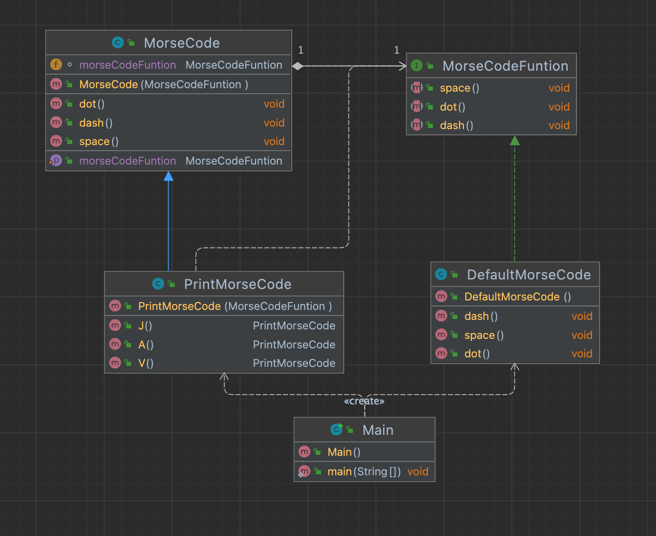 MorseCode
morseCodeFuntion MorseCodeFuntion
MorseCode(MorseCodeFuntion )
dot() void
dash() void
space() void
morseCodeFuntion MorseCodeFuntion
1 1
MorseCodeFuntion
space() void
dot() void
dash() void
PrintMorseCode
PrintMorseCode(MorseCodeFuntion )
J() PrintMorseCode
A() PrintMorseCode
V() PrintMorseCode
DefaultMorseCode
DefaultMorseCode ()
dash() void
space() void
dot() void
«create»
Main
Main()
main(String[]) void